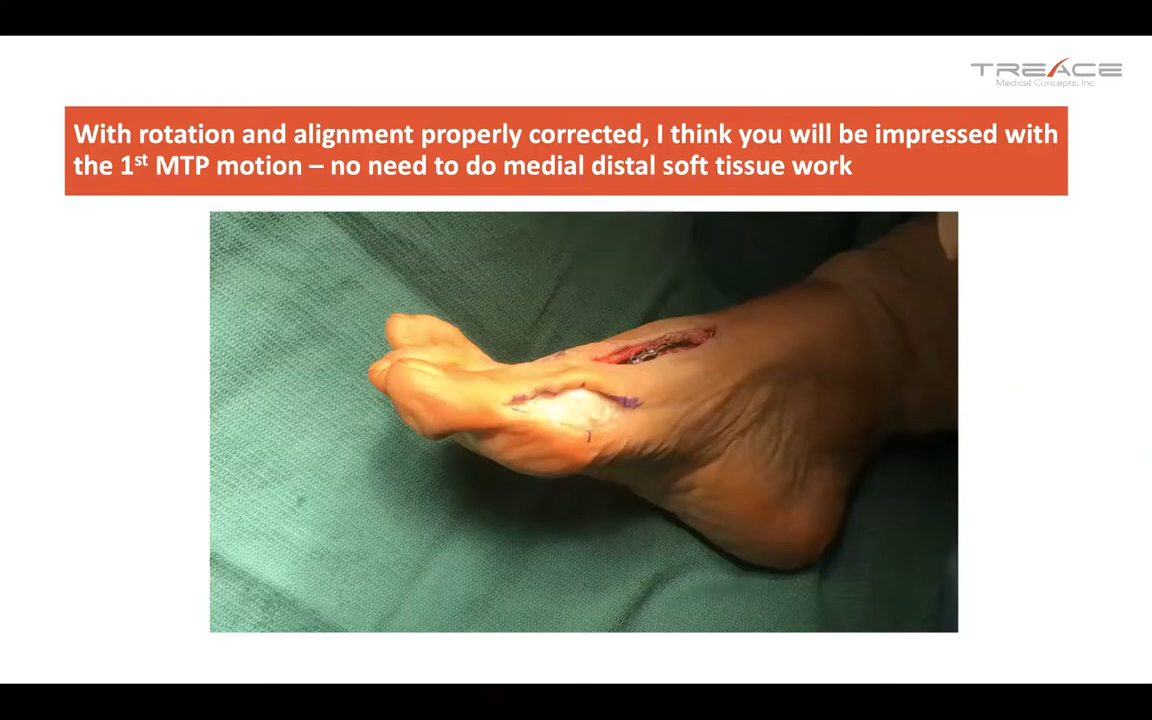 TREACE
Medical Concepts, Inc.
With rotation and alignment properly corrected, I think you will be impressed with
the 1st MTP motion – no need to do medial distal soft tissue work